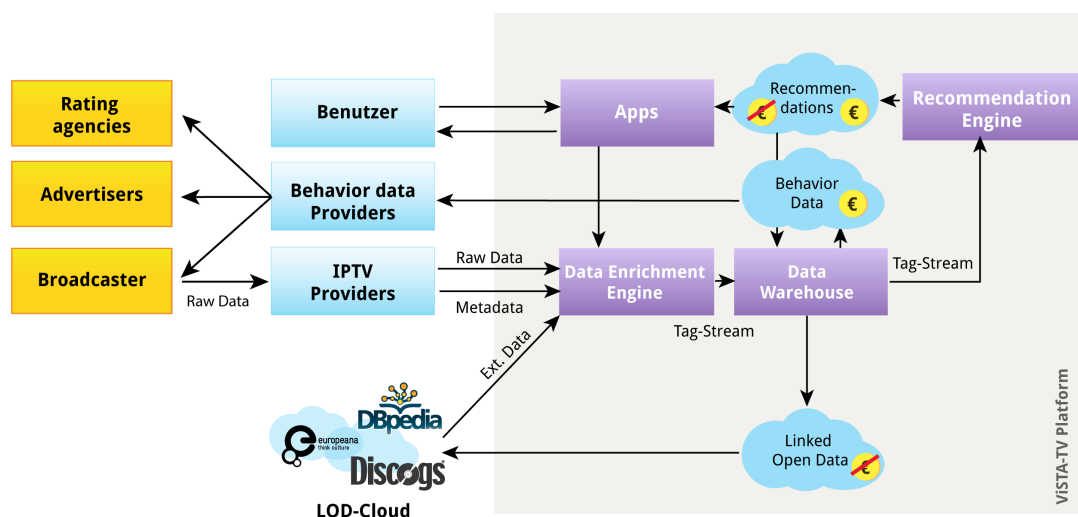 Rating
agencies
Benutzer
Apps
Recommen-
dations
€
€
Recommendation
Engine
Advertisers
Behavior data
Providers
Behavior
Data
€
Broadcaster
Raw Data
IPTV
Providers
Raw Data
Metadata
Data Enrichment
Engine
Tag-Stream
Data
Warehouse
Tag-Stream
Ext. Data
DBpedia
europeana
think culture
Discogs
LOD-Cloud
Linked
Open Data
€
ViSTA-TV Platform